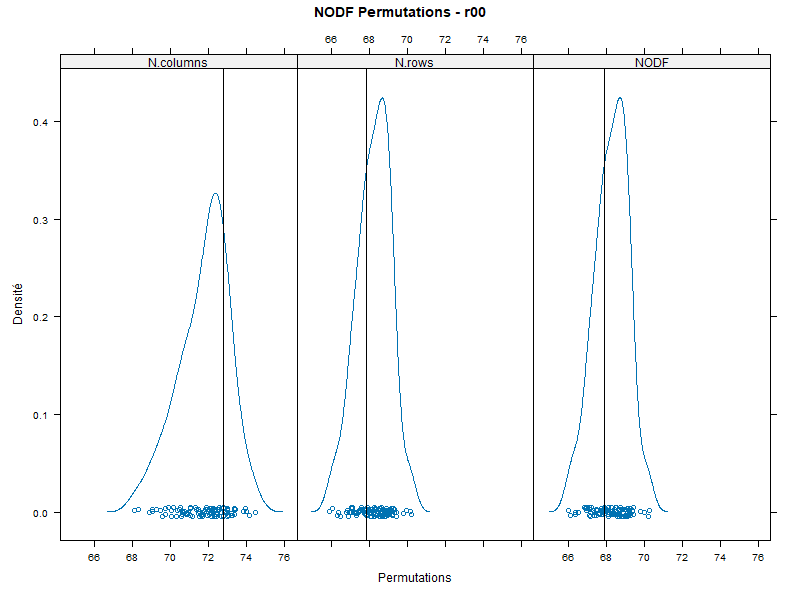 NODF Permutations - r00
66 68 70 72 74 76
N.columns N.rows NODF
0.4
0.3
0.2
0.1
0.0
Densité
66 68 70 72 74 76 66 68 70 72 74 76
Permutations